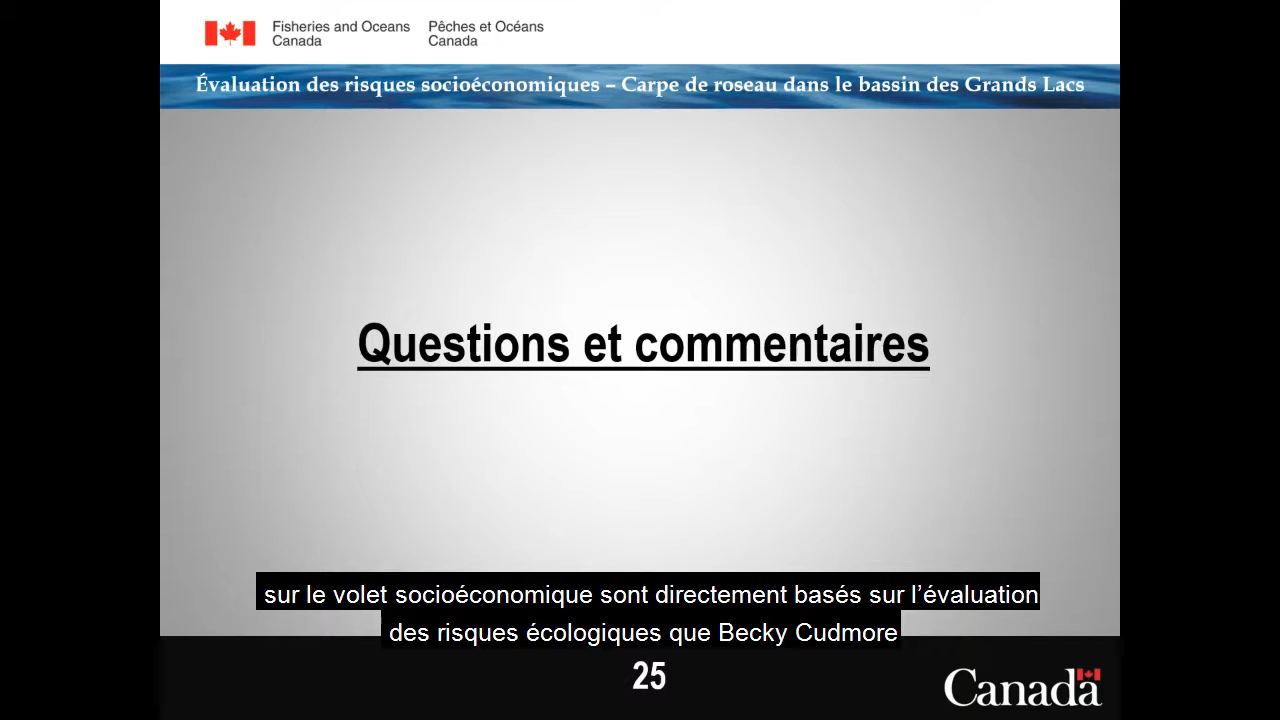 Fisheries and Oceans
Canada
Pêches et Océans
Canada
Évaluation des risques socioéconomiques – Carpe de roseau dans le bassin des Grands Lacs
Questions et commentaires
sur le volet socioéconomique sont directement basés sur l’évaluation
des risques écologiques que Becky Cudmore
25
Canada